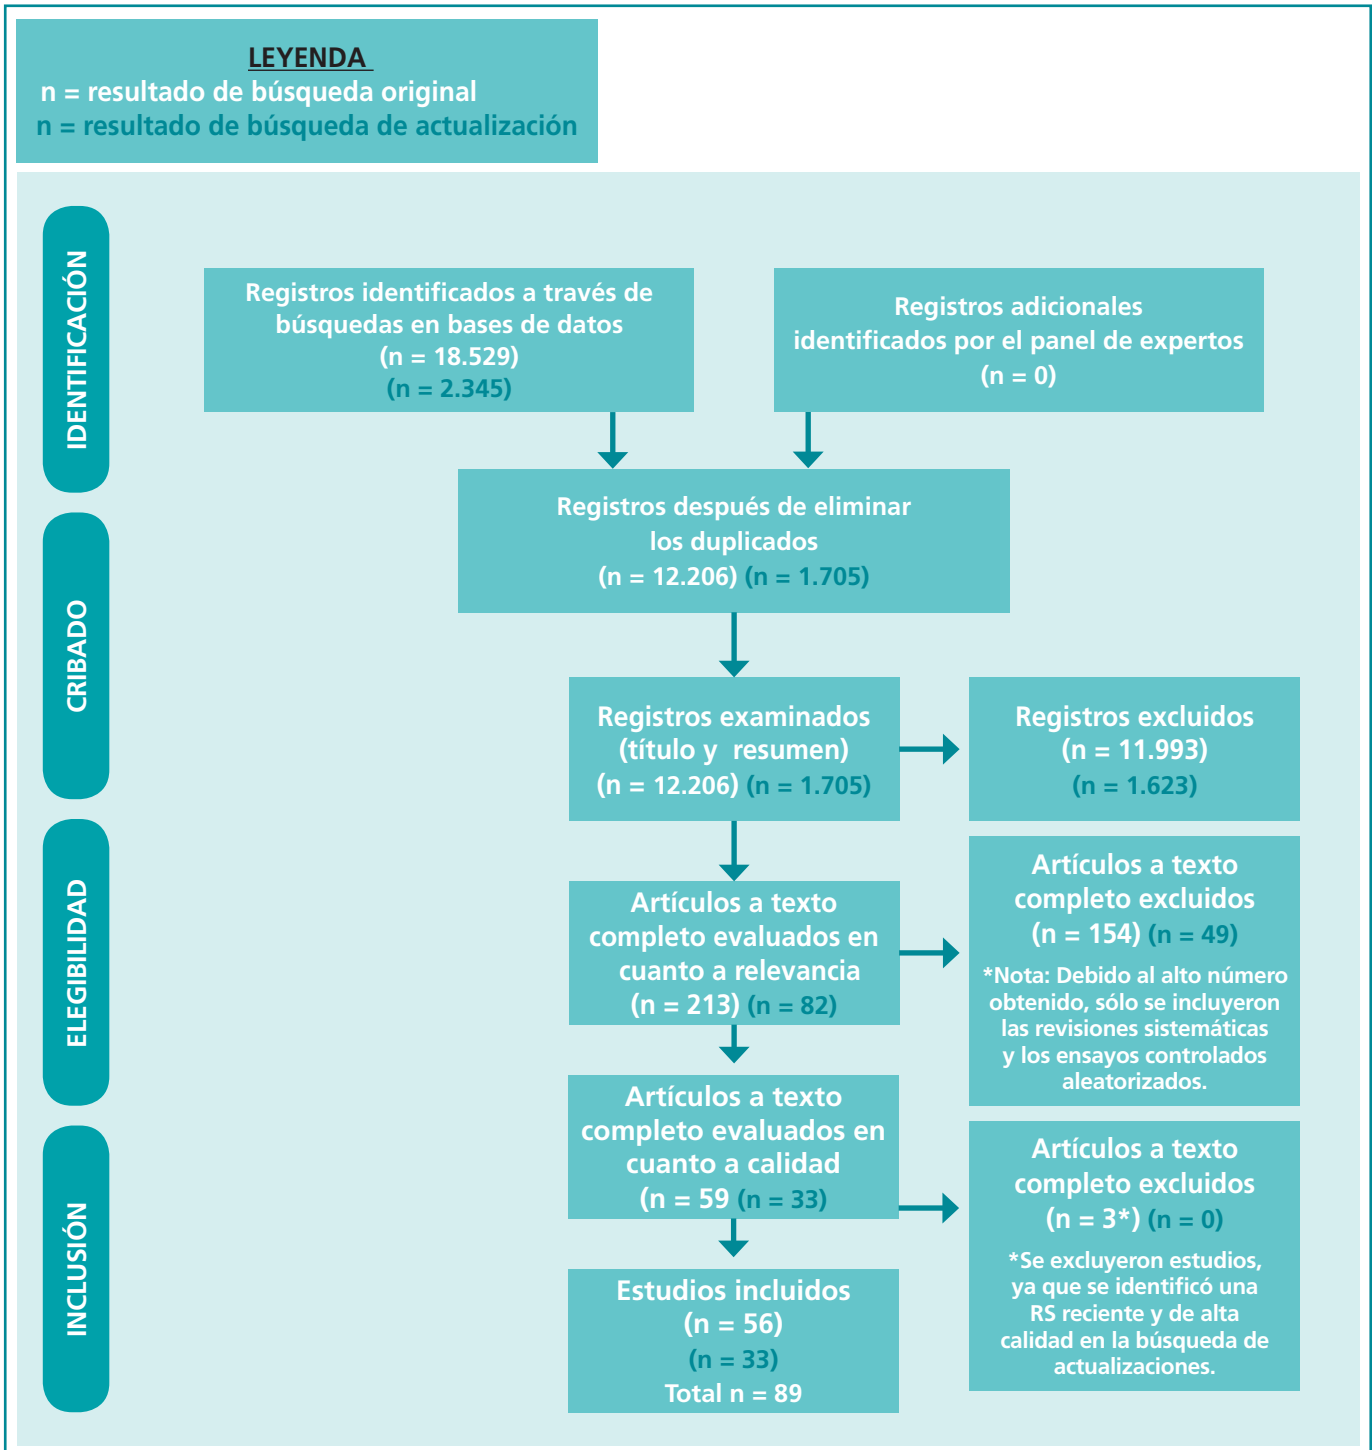 LEYENDA
n = resultado de búsqueda original
n = resultado de búsqueda de actualización
IDENTIFICACIÓN
Registros identificados a través de
búsquedas en bases de datos
(n = 18.529)
(n = 2.345)
Registros adicionales
identificados por el panel de expertos
(n = 0)
Registros después de eliminar
los duplicados
(n = 12.206) (n = 1.705)
CRIBADO
Registros examinados
(título y resumen)
(n = 12.206) (n = 1.705)
Registros excluidos
(n = 11.993)
(n = 1.623)
ELEGIBILIDAD
Artículos a texto
completo evaluados en
cuanto a relevancia
(n = 213) (n = 82)
Artículos a texto
completo excluidos
(n = 154) (n = 49)
*Nota: Debido al alto número
obtenido, sólo se incluyeron
las revisiones sistemáticas
y los ensayos controlados
aleatorizados.
Artículos a texto
completo evaluados en
cuanto a calidad
(n = 59 (n = 33)
Artículos a texto
completo excluidos
(n = 3*) (n = 0)
*Se excluyeron estudios,
ya que se identificó una
RS reciente y de alta
calidad en la búsqueda de
actualizaciones.
INCLUSIÓN
Estudios incluidos
(n = 56)
(n = 33)
Total n = 89